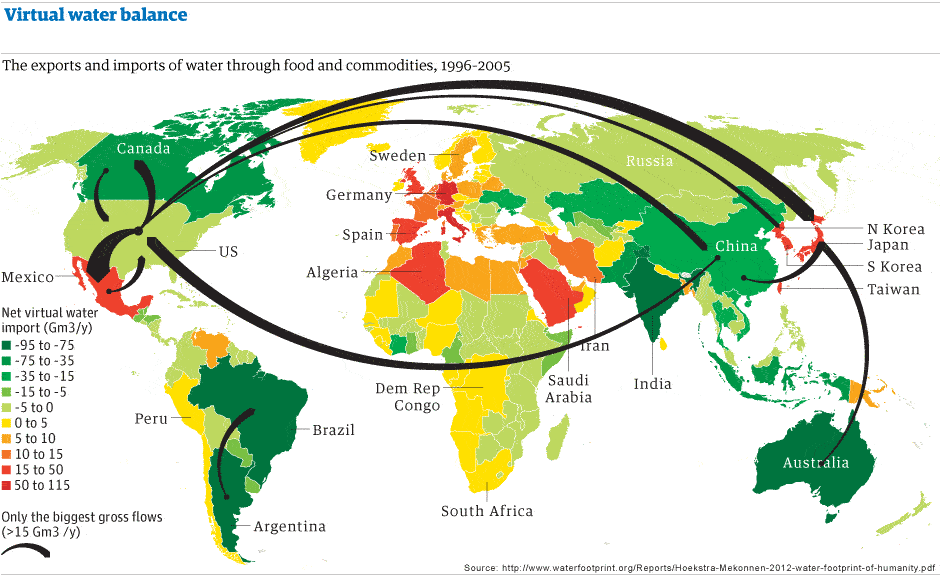 Virtual water balance
The exports and imports of water through food and commodities, 1996-2005
Canada
Sweden
Russia
Germany
Spain
US
N Korea
Japan
China
S Korea
Mexico
Algeria
Taiwan
Net virtual water
import (Gm3/y)
-95 to -75
-75 to -35
-35 to -15
-15 to -5
-5 to 0
0 to 5
5 to 10
10 to 15
15 to 50
50 to 115
Iran
Saudi
Arabia
India
Dem Rep
Congo
Peru
Brazil
Australia
South Africa
Argentina
Only the biggest gross flows
(>15 Gm3 /y)
Source: http://www.waterfootprint.org/Reports/Hoekstra-Mekonnen-2012-water-footprint-of-humanity.pdf